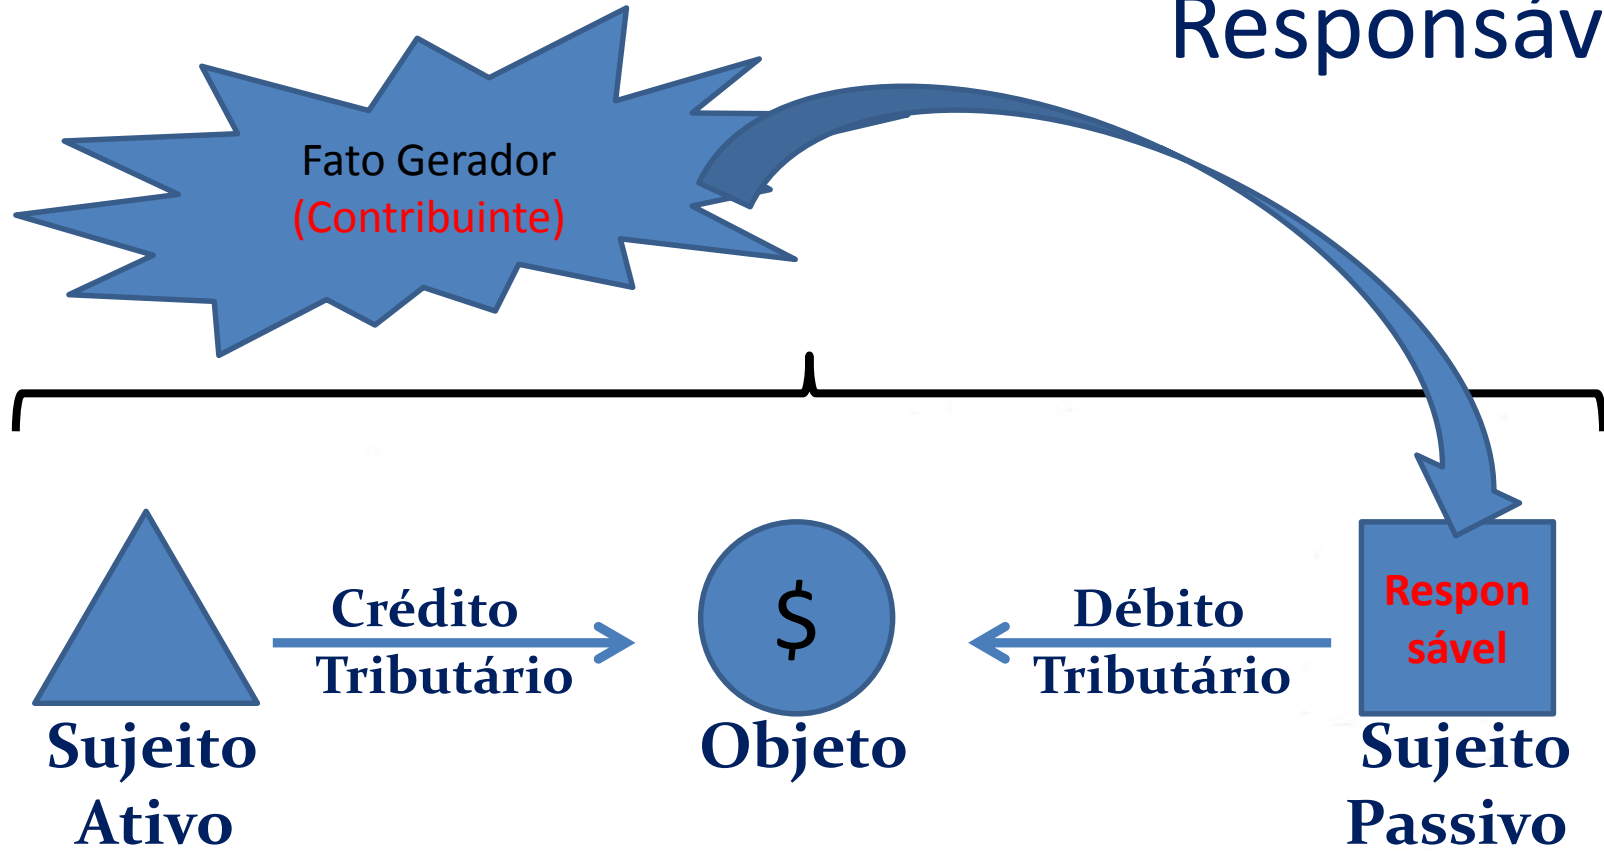 Responsáv
Fato Gerador
(Contribuinte)
Crédito
Tributário
$
Débito
Tributário
Respon
sável
Sujeito
Ativo
Objeto
Sujeito
Passivo